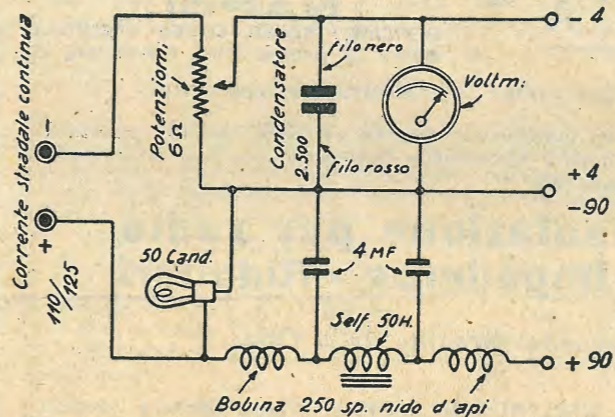 - 4
filo nero
Condensatore
2.500
Potenziom:
6 Ω
Voltm:
filo rosso
Corrente stradale continua
-
+
110/125
+ 4
- 90
50 Cand.
4 MF
Self. 50H.
+ 90
Bobina 250 sp. nido d'api